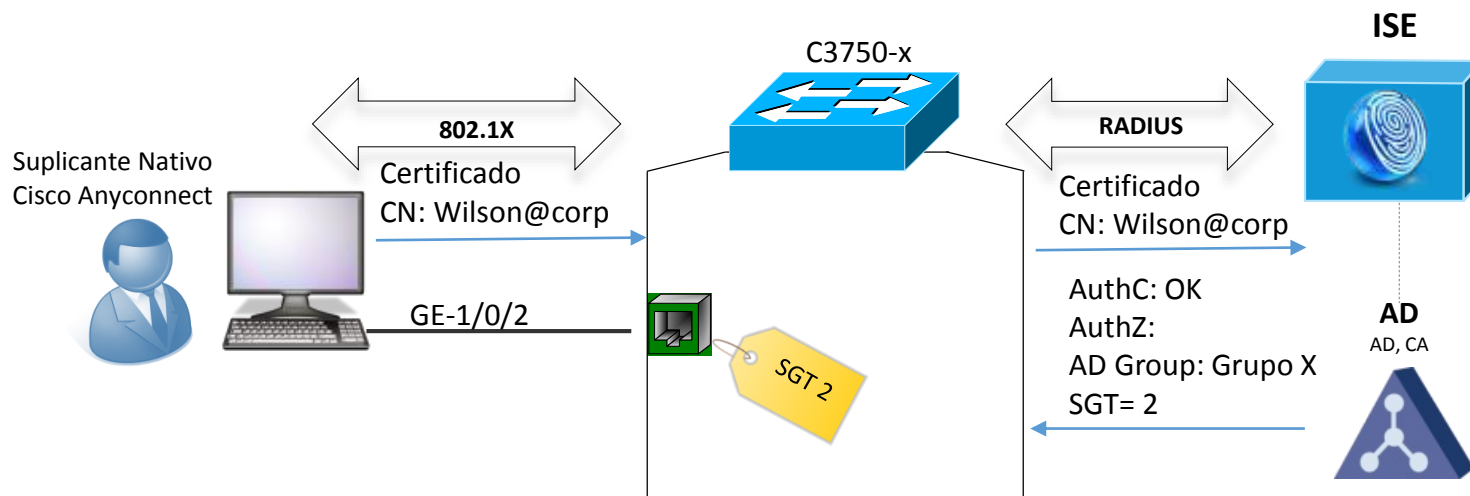 ISE
C3750-x
802.1X
RADIUS
Suplicante Nativo
Cisco Anyconnect
Certificado
CN: Wilson@corp
Certificado
CN: Wilson@corp
GE-1/0/2
SGT 2
AuthC: OK
AuthZ:
AD Group: Grupo X
SGT= 2
AD
AD, CA